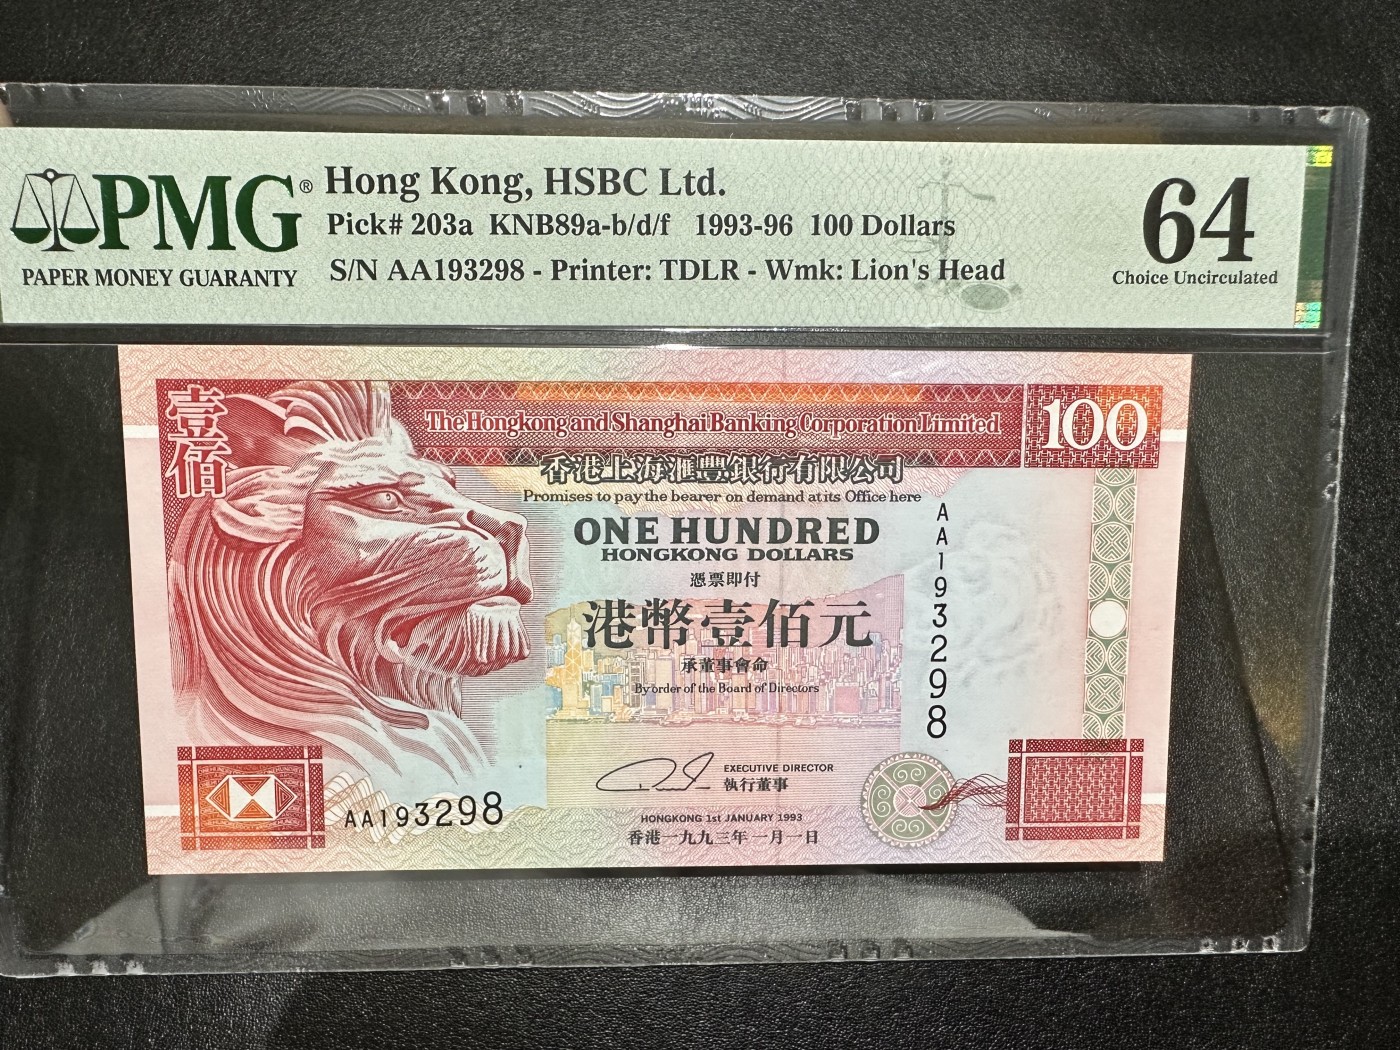 PMG®
PAPER MONEY GUARANTY
Hong Kong, HSBC Ltd.
Pick# 203a KNB89a-b/d/f 1993-96 100 Dollars
S/N AA193298 - Printer: TDLR - Wmk: Lion's Head
64
Choice Uncirculated
壹佰
The Hongkong and Shanghai Banking Corporation Limited
100
香港上海滙豐銀行有限公司
Promises to pay the bearer on demand at its Office here
ONE HUNDRED
HONGKONG DOLLARS
憑票即付
港幣壹佰元
承董事會命
By order of the Board of Directors
AA193298
EXECUTIVE DIRECTOR
執行董事
AA193298
HONGKONG 1st JANUARY 1993
香港一九九三年一月一日